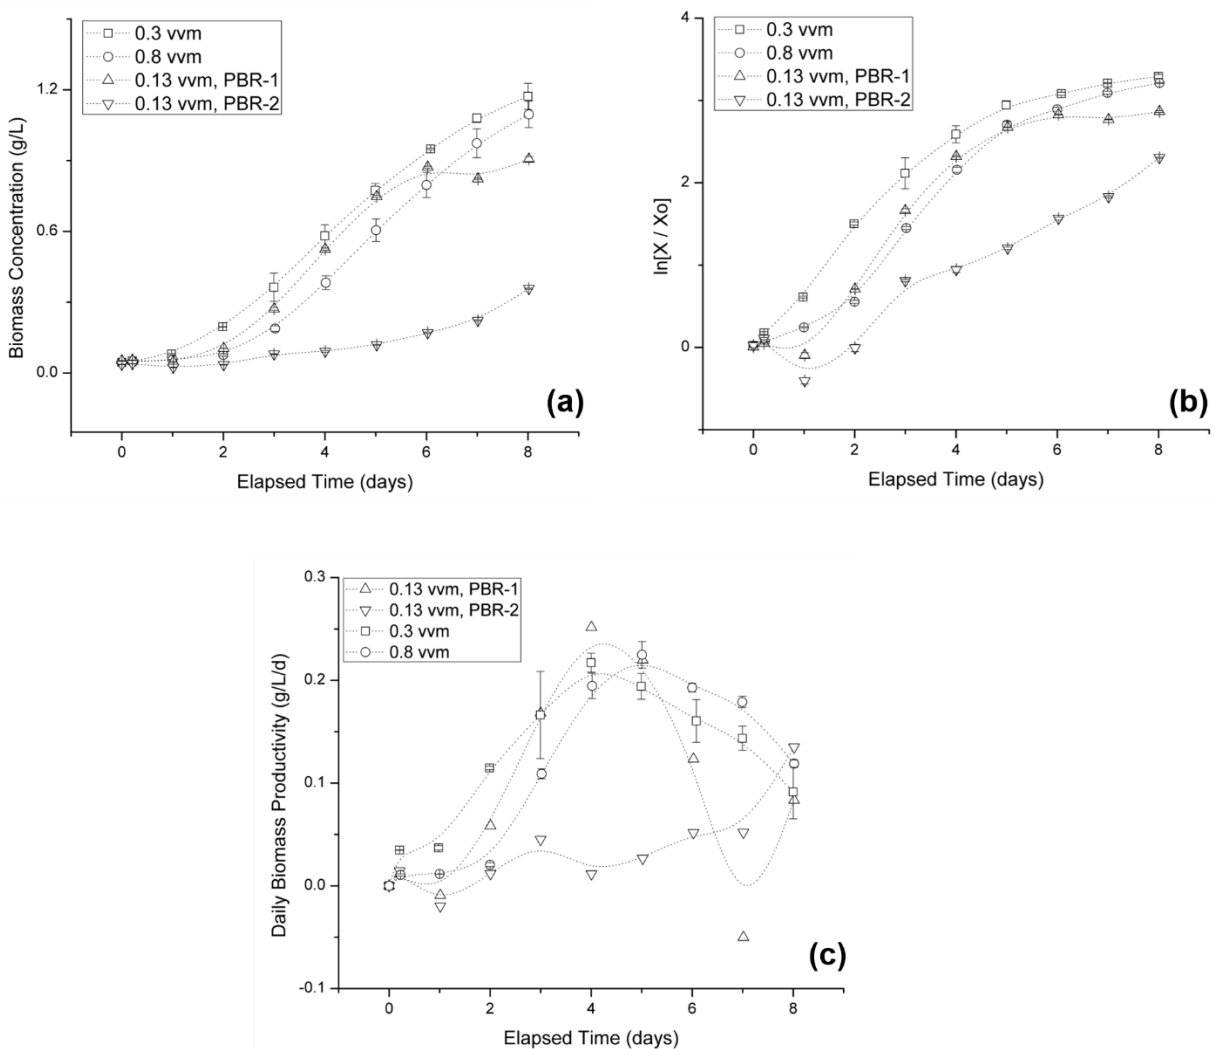 0.3 vvm
0.8 vvm
0.13 vvm, PBR-1
0.13 vvm, PBR-2
1.2
0.6
0.0
Biomass Concentration (g/L)
(a)
0 2 4 6 8
Elapsed Time (days)
0.3 vvm
0.8 vvm
0.13 vvm, PBR-1
0.13 vvm, PBR-2
4
2
0
ln[X / Xo]
(b)
0 2 4 6 8
Elapsed Time (days)
0.13 vvm, PBR-1
0.13 vvm, PBR-2
0.3 vvm
0.8 vvm
0.3
0.2
0.1
0.0
-0.1
Daily Biomass Productivity (g/L/d)
(c)
0 2 4 6 8
Elapsed Time (days)